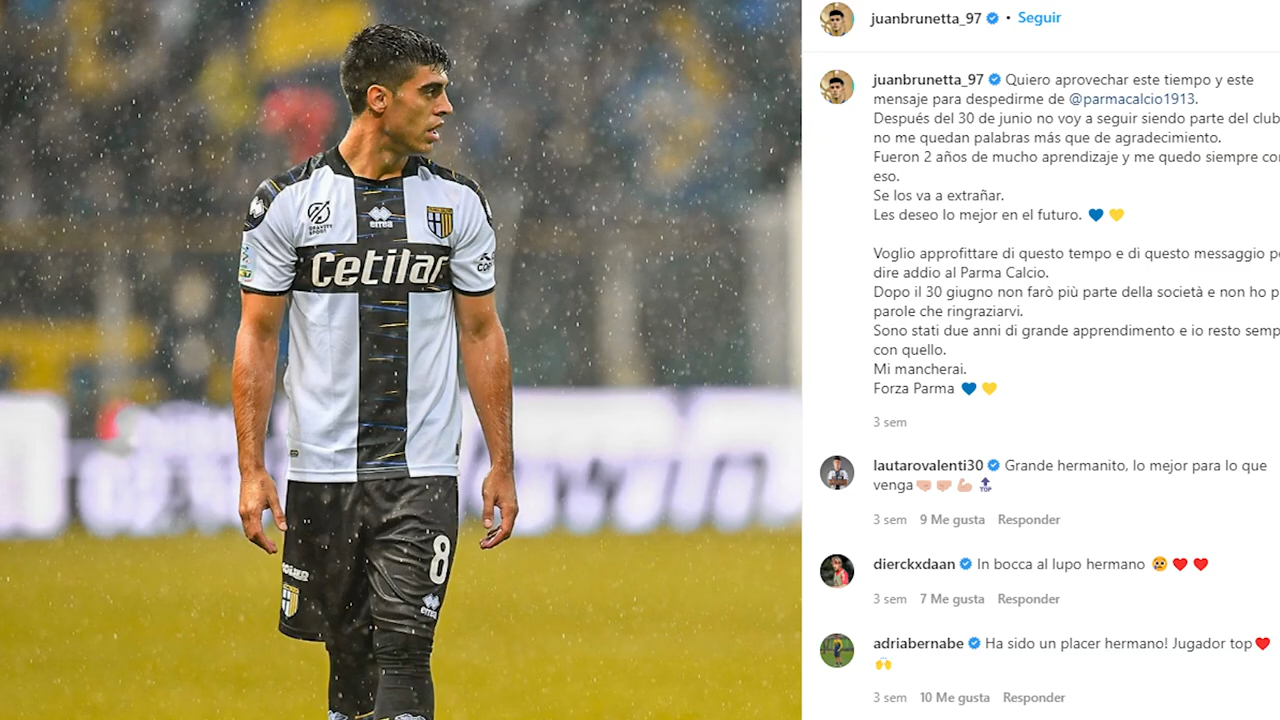 juanbrunetta_97 • Seguir
juanbrunetta_97 Quiero aprovechar este tiempo y este
mensaje para despedirme de @parmacalcio1913.
Después del 30 de junio no voy a seguir siendo parte del club
no me quedan palabras más que de agradecimiento.
Fueron 2 años de mucho aprendizaje y me quedo siempre co
eso.
Se los va a extrañar.
Les deseo lo mejor en el futuro. 💙 💛
Voglio approfittare di questo tempo e di questo messaggio p
dire addio al Parma Calcio.
Dopo il 30 giugno non farò più parte della società e non ho p
parole che ringraziarvi.
Sono stati due anni di grande apprendimento e io resto semp
con quello.
Mi mancherai.
Forza Parma 💙 💛
3 sem
lautarovalenti30 Grande hermanito, lo mejor para lo que
venga🤜🏼🤛🏼💪🏼🔝
3 sem 9 Me gusta Responder
dierckxdaan In bocca al lupo hermano 😢❤️❤️
3 sem 7 Me gusta Responder
adriabernabe Ha sido un placer hermano! Jugador top❤️
🙌
3 sem 10 Me gusta Responder
GRAVITY
SPORT
erreà
Cetilar
8
erreà